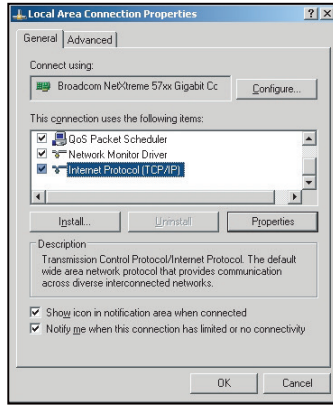 Local Area Connection Properties
General Advanced
Connect using:
Broadcom NetXtreme 57xx Gigabit Cc Configure...
This connection uses the following items:
QoS Packet Scheduler
Network Monitor Driver
Internet Protocol (TCP/IP)
Install... Uninstall Properties
Description
Transmission Control Protocol/Internet Protocol. The default
wide area network protocol that provides communication
across diverse interconnected networks.
Show icon in notification area when connected
Notify me when this connection has limited or no connectivity
OK Cancel